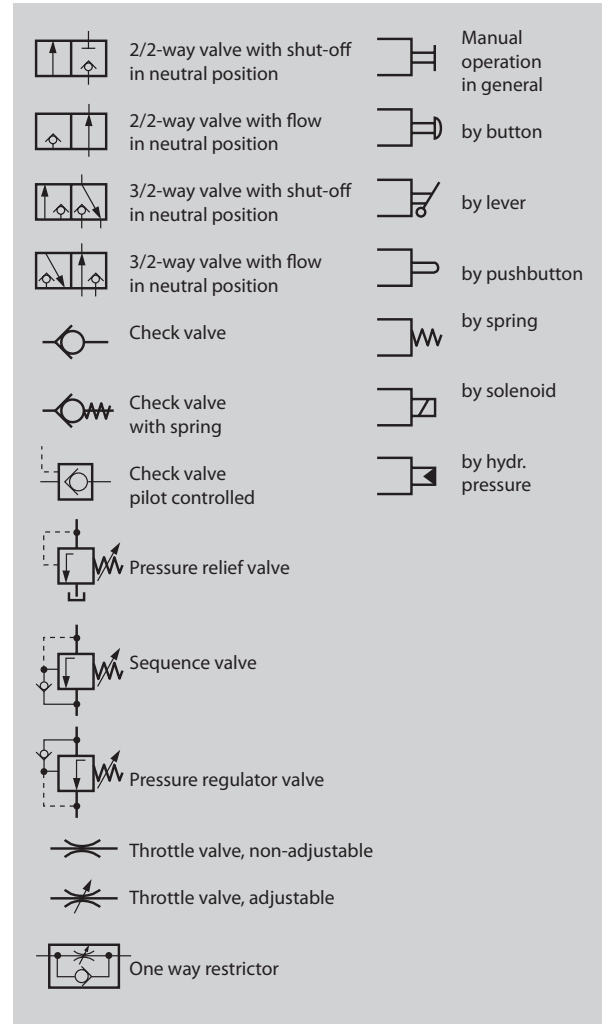 2/2-way valve with shut-off
in neutral position
2/2-way valve with flow
in neutral position
3/2-way valve with shut-off
in neutral position
3/2-way valve with flow
in neutral position
Check valve
Check valve
with spring
Check valve
pilot controlled
Pressure relief valve
Sequence valve
Pressure regulator valve
Throttle valve, non-adjustable
Throttle valve, adjustable
One way restrictor
Manual
operation
in general
by button
by lever
by pushbutton
by spring
by solenoid
by hydr.
pressure